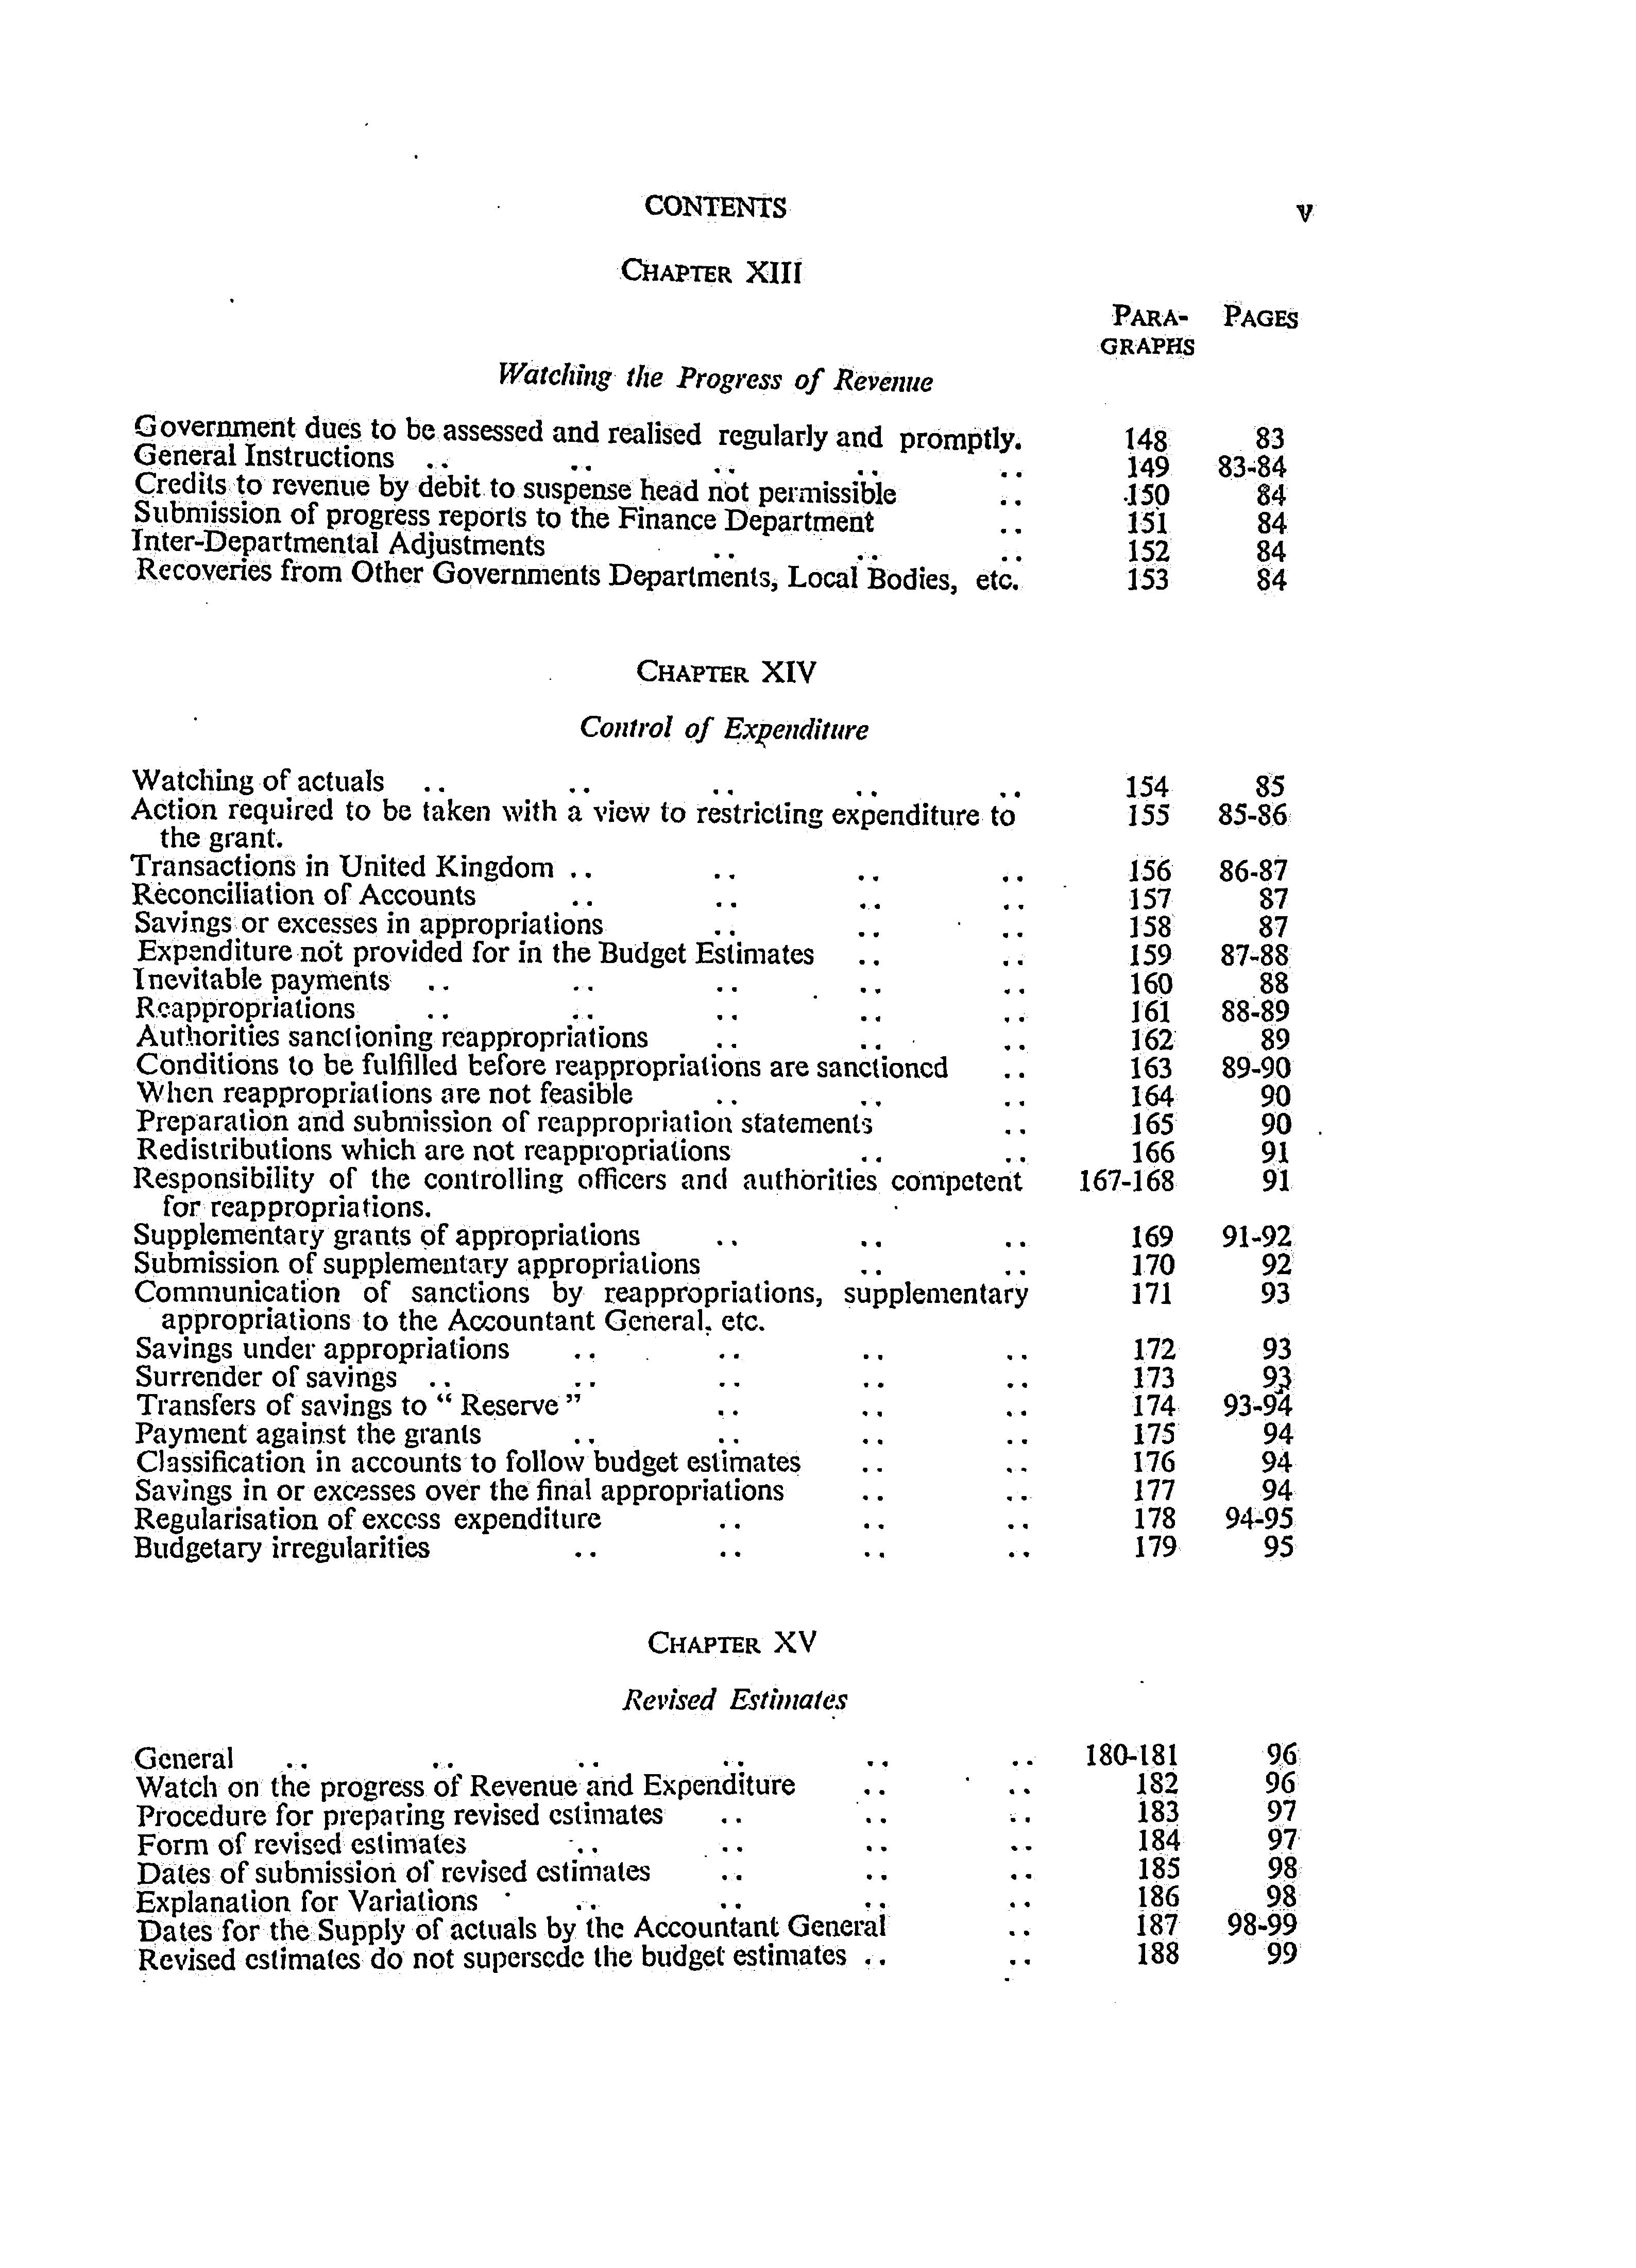 CONTENTS v
CHAPTER XIII
PARA- PAGES
GRAPHS
Watching the Progress of Revenue
Government dues to be assessed and realised regularly and promptly. 148 83
General Instructions .. .. .. .. .. 149 83-84
Credits to revenue by debit to suspense head not permissible .. 150 84
Submission of progress reports to the Finance Department .. 151 84
Inter-Departmental Adjustments .. .. .. 152 84
Recoveries from Other Governments Departments, Local Bodies, etc. 153 84
CHAPTER XIV
Control of Expenditure
Watching of actuals .. .. .. .. .. 154 85
Action required to be taken with a view to restricting expenditure to 155 85-86
the grant.
Transactions in United Kingdom .. .. .. .. 156 86-87
Reconciliation of Accounts .. .. .. .. 157 87
Savings or excesses in appropriations .. .. .. 158 87
Expenditure not provided for in the Budget Estimates .. .. 159 87-88
Inevitable payments .. .. .. .. .. 160 88
Reappropriations .. .. .. .. .. 161 88-89
Authorities sanctioning reappropriations .. .. .. 162 89
Conditions to be fulfilled before reappropriations are sanctioned .. 163 89-90
When reappropriations are not feasible .. .. .. 164 90
Preparation and submission of reappropriation statements .. 165 90
Redistributions which are not reappropriations .. .. 166 91
Responsibility of the controlling officers and authorities competent 167-168 91
for reappropriations.
Supplementary grants of appropriations .. .. .. 169 91-92
Submission of supplementary appropriations .. .. 170 92
Communication of sanctions by reappropriations, supplementary 171 93
appropriations to the Accountant General, etc.
Savings under appropriations .. .. .. .. 172 93
Surrender of savings .. .. .. .. .. 173 93
Transfers of savings to “ Reserve ” .. .. .. 174 93-94
Payment against the grants .. .. .. .. 175 94
Classification in accounts to follow budget estimates .. .. 176 94
Savings in or excesses over the final appropriations .. .. 177 94
Regularisation of excess expenditure .. .. .. 178 94-95
Budgetary irregularities .. .. .. .. 179 95
CHAPTER XV
Revised Estimates
General .. .. .. .. .. .. 180-181 96
Watch on the progress of Revenue and Expenditure .. .. 182 96
Procedure for preparing revised estimates .. .. .. 183 97
Form of revised estimates .. .. .. .. 184 97
Dates of submission of revised estimates .. .. .. 185 98
Explanation for Variations .. .. .. .. 186 98
Dates for the Supply of actuals by the Accountant General .. 187 98-99
Revised estimates do not supersede the budget estimates .. .. 188 99